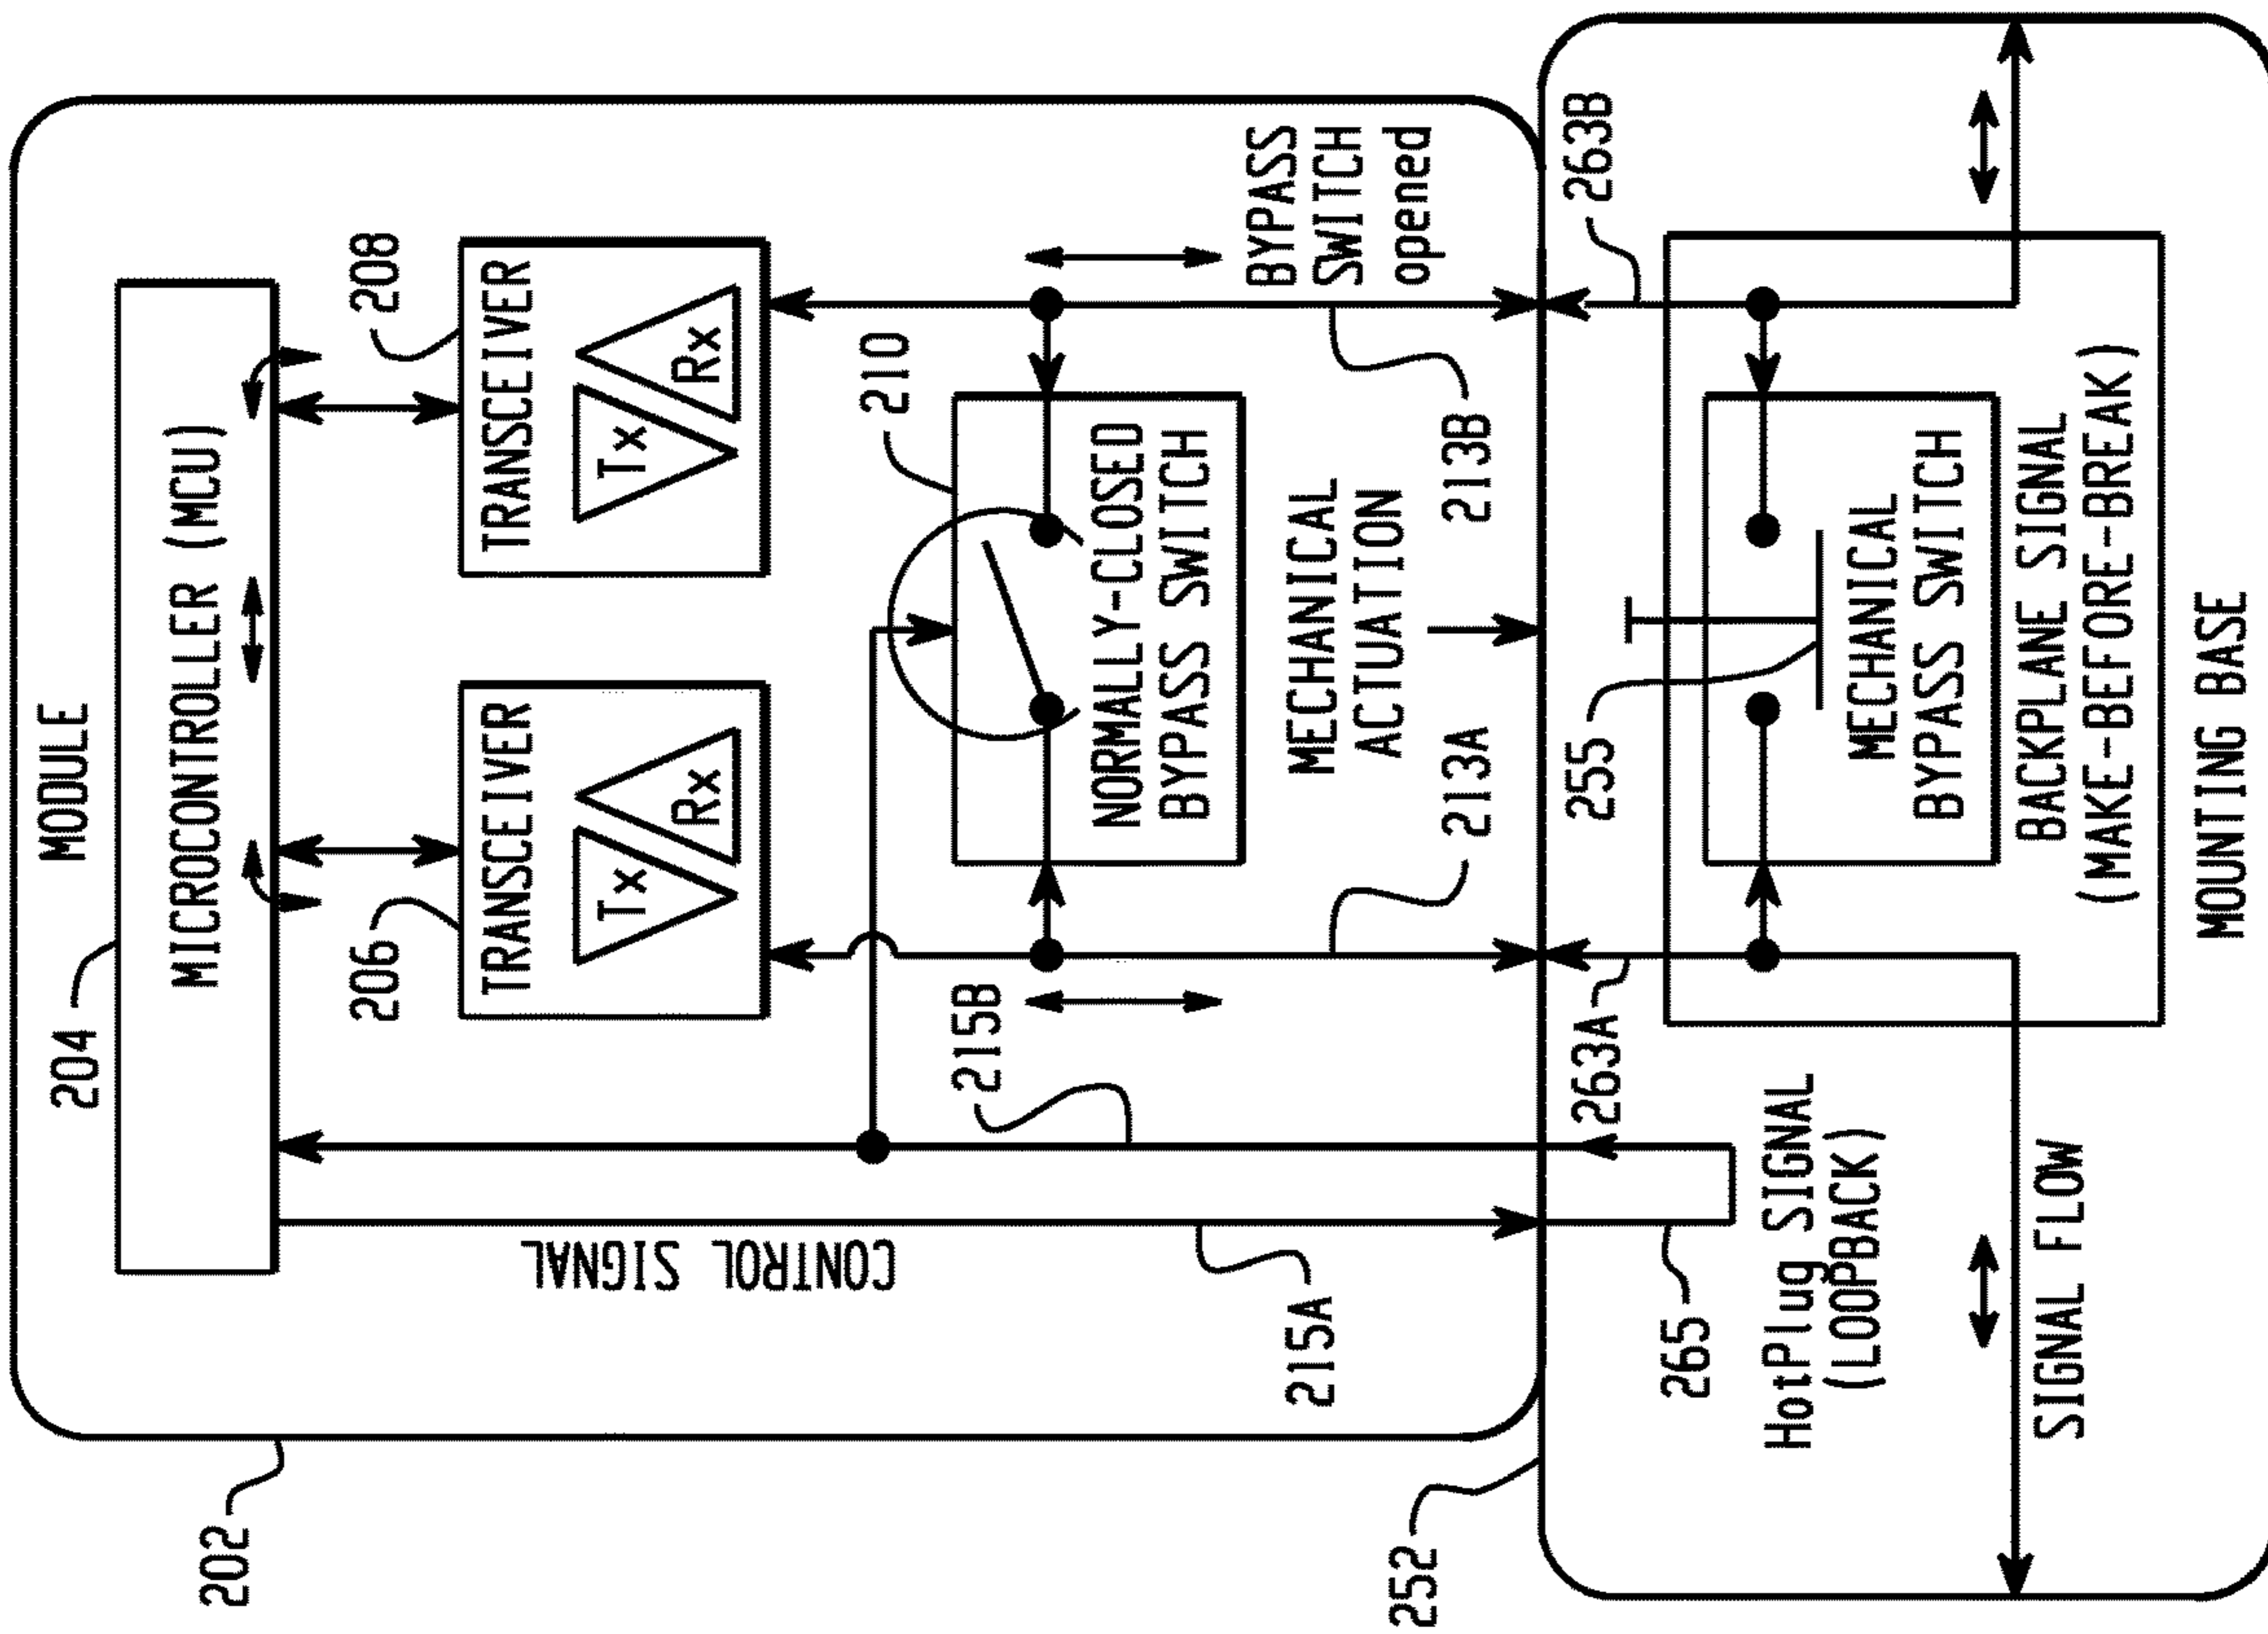 MODULE
204
MICROCONTROLLER (MCU)
206
208
TRANSCEIVER
Tx
Rx
TRANSCEIVER
Tx
Rx
CONTROL SIGNAL
215B
210
NORMALLY-CLOSED
BYPASS SWITCH
MECHANICAL
ACTUATION
BYPASS
SWITCH
opened
202
215A
213A
213B
252
263A
255
263B
265
HotPlug SIGNAL
(LOOPBACK)
MECHANICAL
BYPASS SWITCH
BACKPLANE SIGNAL
(MAKE-BEFORE-BREAK)
SIGNAL FLOW
MOUNTING BASE